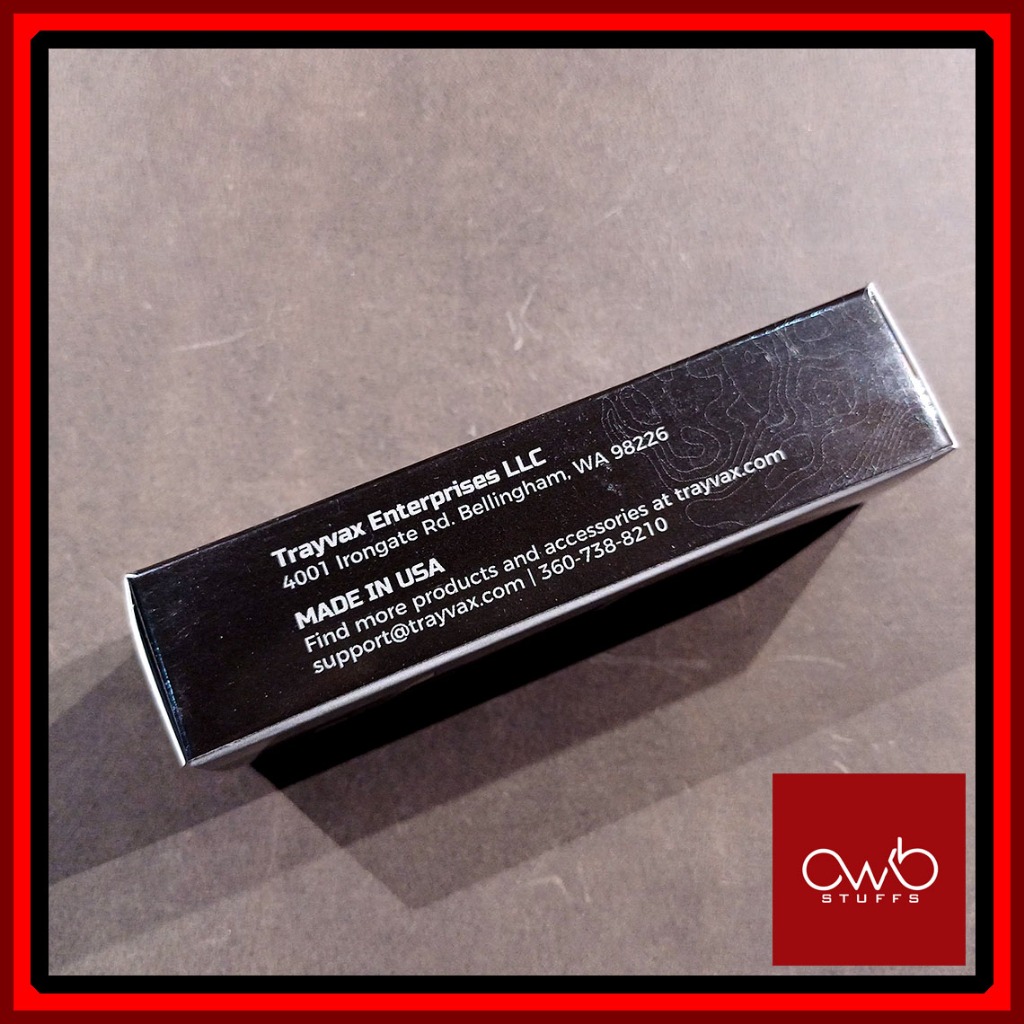 Trayvax Enterprises LLC
4001 Irongate Rd. Bellingham, WA 98226
MADE IN USA
Find more products and accessories at trayvax.com
support@trayvax.com | 360-738-8210
OWb
STUFFS